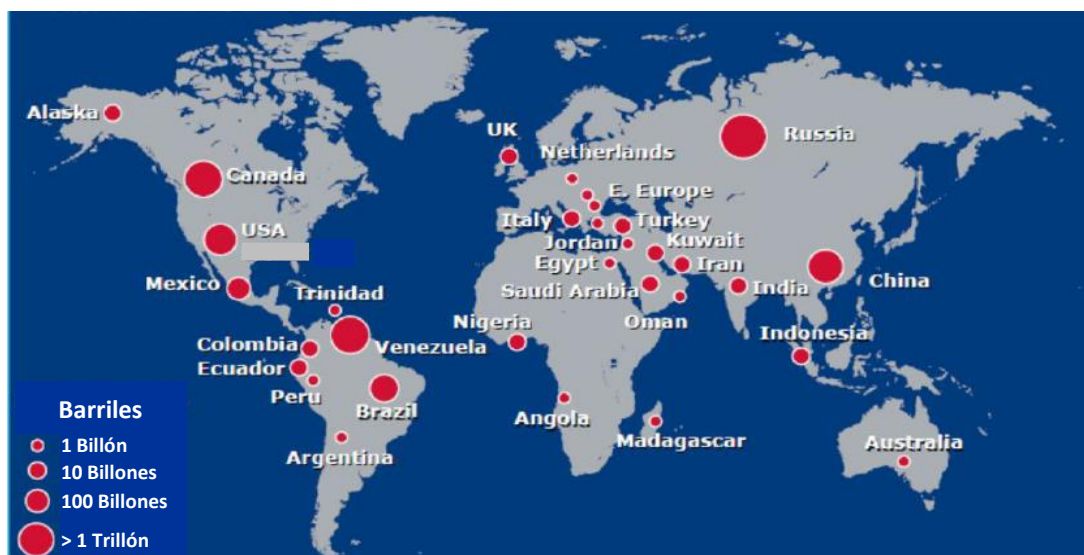 UK
Netherlands
Russia
Alaska
Canada
E. Europe
Italy
Turkey
USA
Jordan
Kuwait
Egypt
Iran
Mexico
Trinidad
Saudi Arabia
India
China
Oman
Nigeria
Indonesia
Colombia
Venezuela
Ecuador
Peru
Brazil
Angola
Madagascar
Australia
Argentina
Barriles
1 Billón
10 Billones
100 Billones
> 1 Trillón